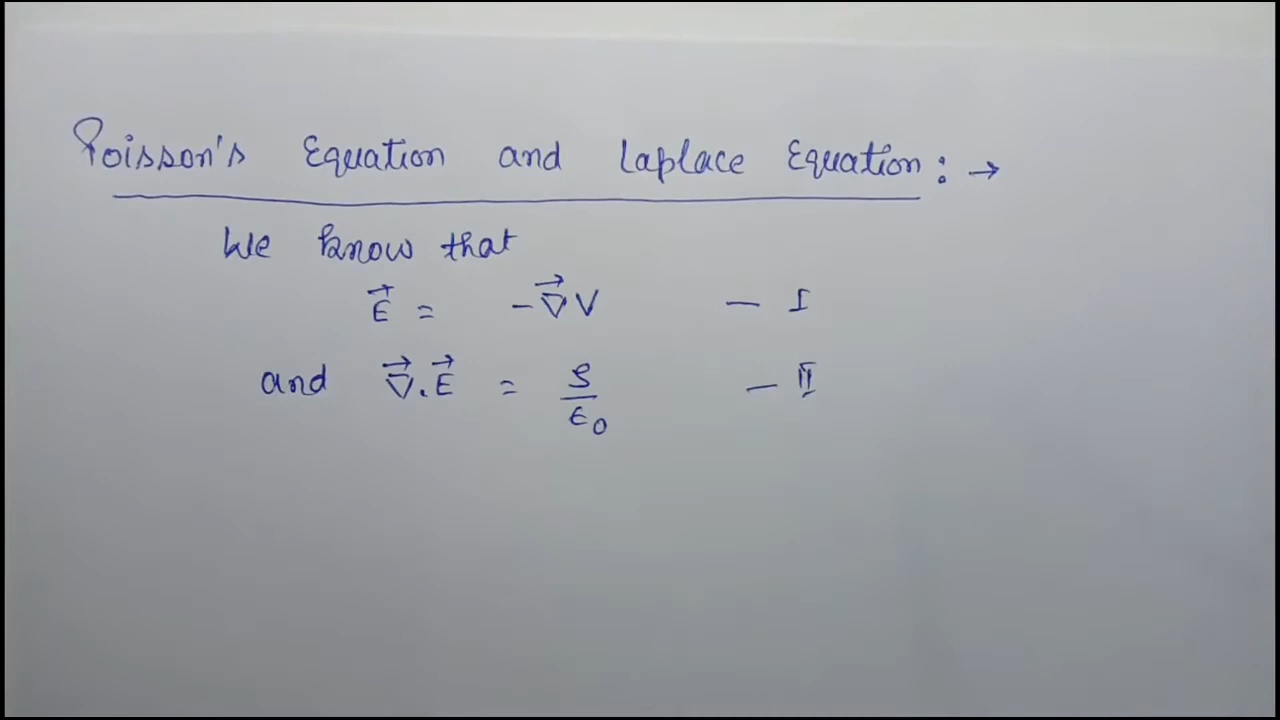 Poisson's Equation and Laplace Equation : →
We know that
E⃗ = -∇⃗V — I
and ∇⃗.E⃗ = ρ/ϵ₀ — II